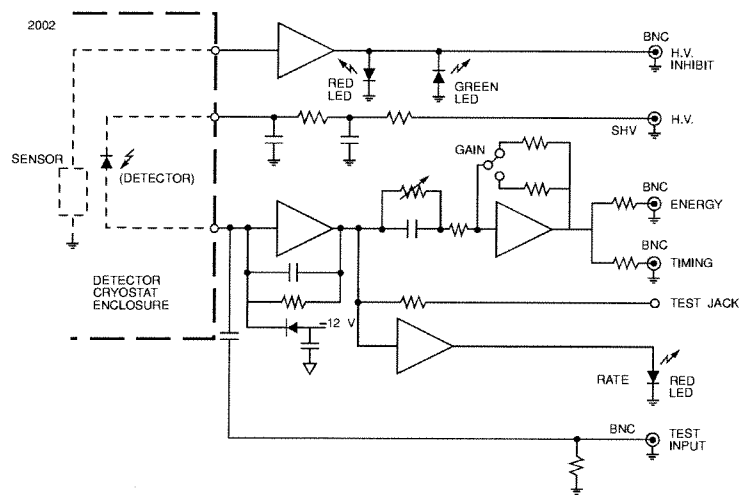 2002
BNC
H.V.
INHIBIT
RED
LED
GREEN
LED
SHV
H.V.
SENSOR
(DETECTOR)
GAIN
BNC
ENERGY
BNC
TIMING
DETECTOR
CRYOSTAT
ENCLOSURE
-12 V
TEST JACK
RATE
RED
LED
BNC
TEST
INPUT